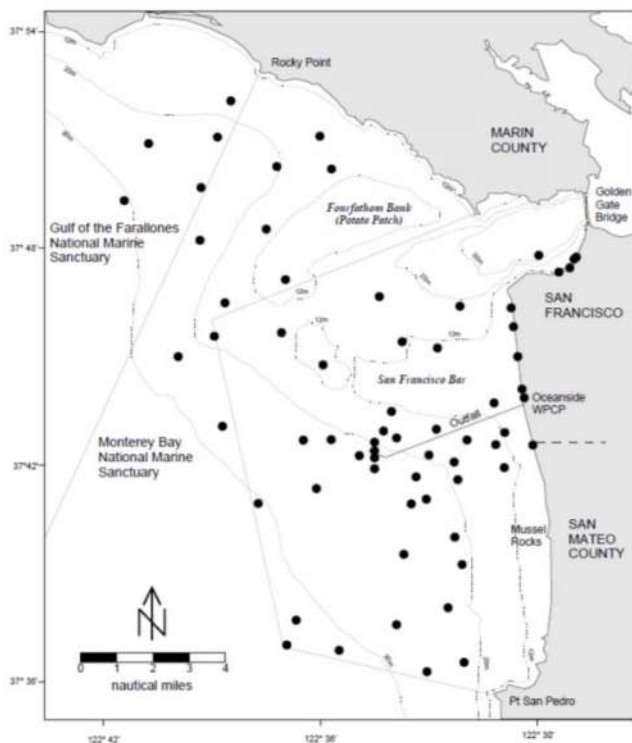 37° 54'
Rocky Point
MARIN
COUNTY
Golden
Gate
Bridge
Fourfathom Bank
(Potato Patch)
Gulf of the Farallones
National Marine
Sanctuary
37° 48'
SAN
FRANCISCO
12m
12m
San Francisco Bar
Outfall
Oceanside
WPCP
Monterey Bay
National Marine
Sanctuary
37° 42'
Mussel
Rocks
SAN
MATEO
COUNTY
N
0 1 2 3 4
nautical miles
37° 36'
Pt San Pedro
122° 42'
122° 36'
122° 30'